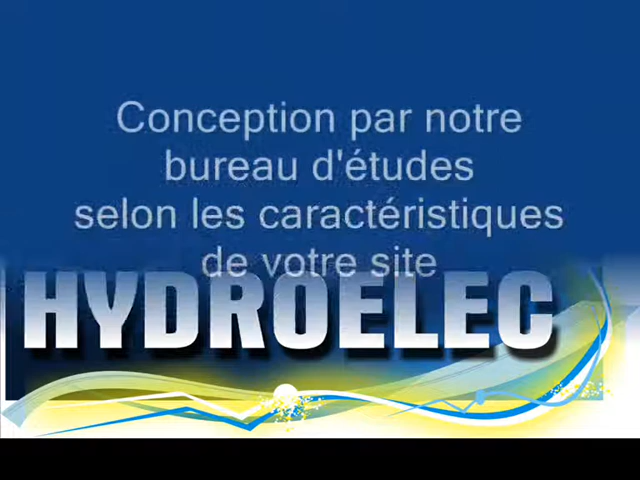 Conception par notre
bureau d'études
selon les caractéristiques
de votre site
HYDROELEC